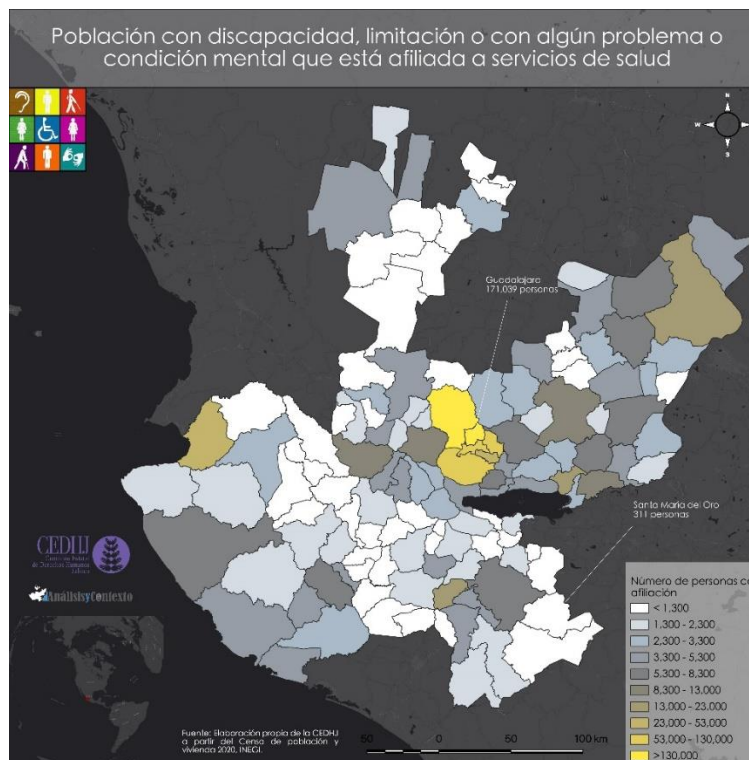 Población con discapacidad, limitación o con algún problema o
condición mental que está afiliada a servicios de salud
N
W
E
S
Guadalajara
171,039 personas
Santa María del Oro
311 personas
CEDHJ
AnálisisyContexto
Número de personas co
afiliación
< 1,300
1,300 - 2,300
2,300 - 3,300
3,300 - 5,300
5,300 - 8,300
8,300 - 13,000
13,000 - 23,000
23,000 - 53,000
53,000 - 130,000
>130,000
Fuente: Elaboración propia de la CEDHJ
a partir del Censo de población y
vivienda 2020, INEGI.
50 0 50 100 km